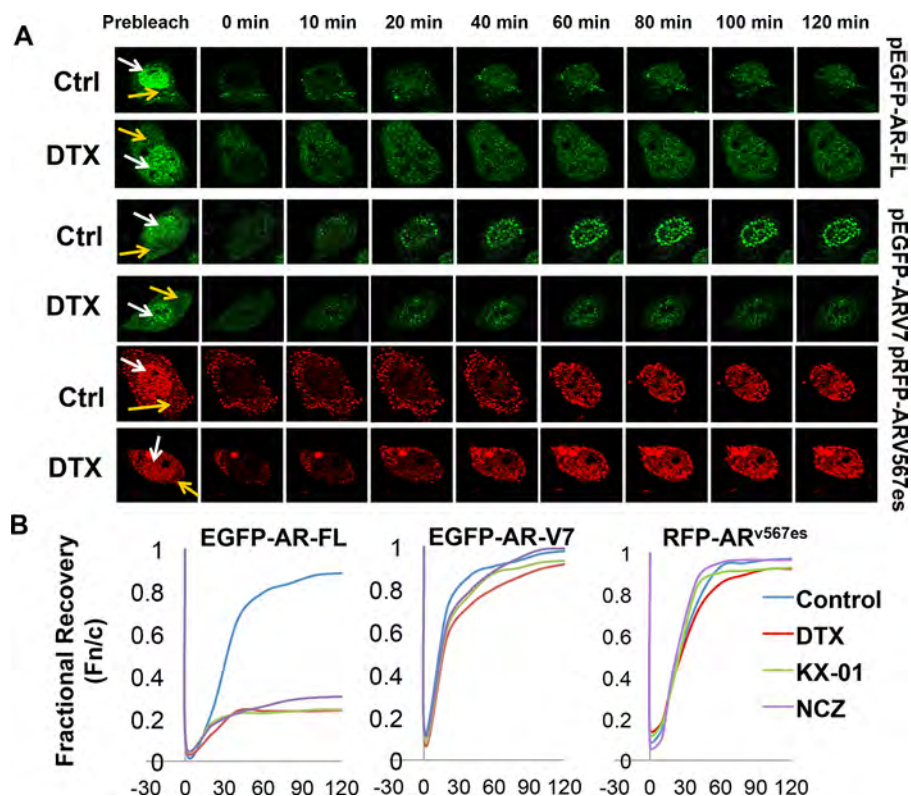 A
Prebleach 0 min 10 min 20 min 40 min 60 min 80 min 100 min 120 min
Ctrl
DTX
pEGFP-AR-FL
Ctrl
DTX
pEGFP-ARV7
Ctrl
DTX
pRFP-ARV567es
B
EGFP-AR-FL
EGFP-AR-V7
RFP-ARv567es
Fractional Recovery
(Fn/c)
1
0.8
0.6
0.4
0.2
0
-30 0 30 60 90 120
1
0.8
0.6
0.4
0.2
0
-30 0 30 60 90 120
1
0.8
0.6
0.4
0.2
0
-30 0 30 60 90 120
Control
DTX
KX-01
NCZ